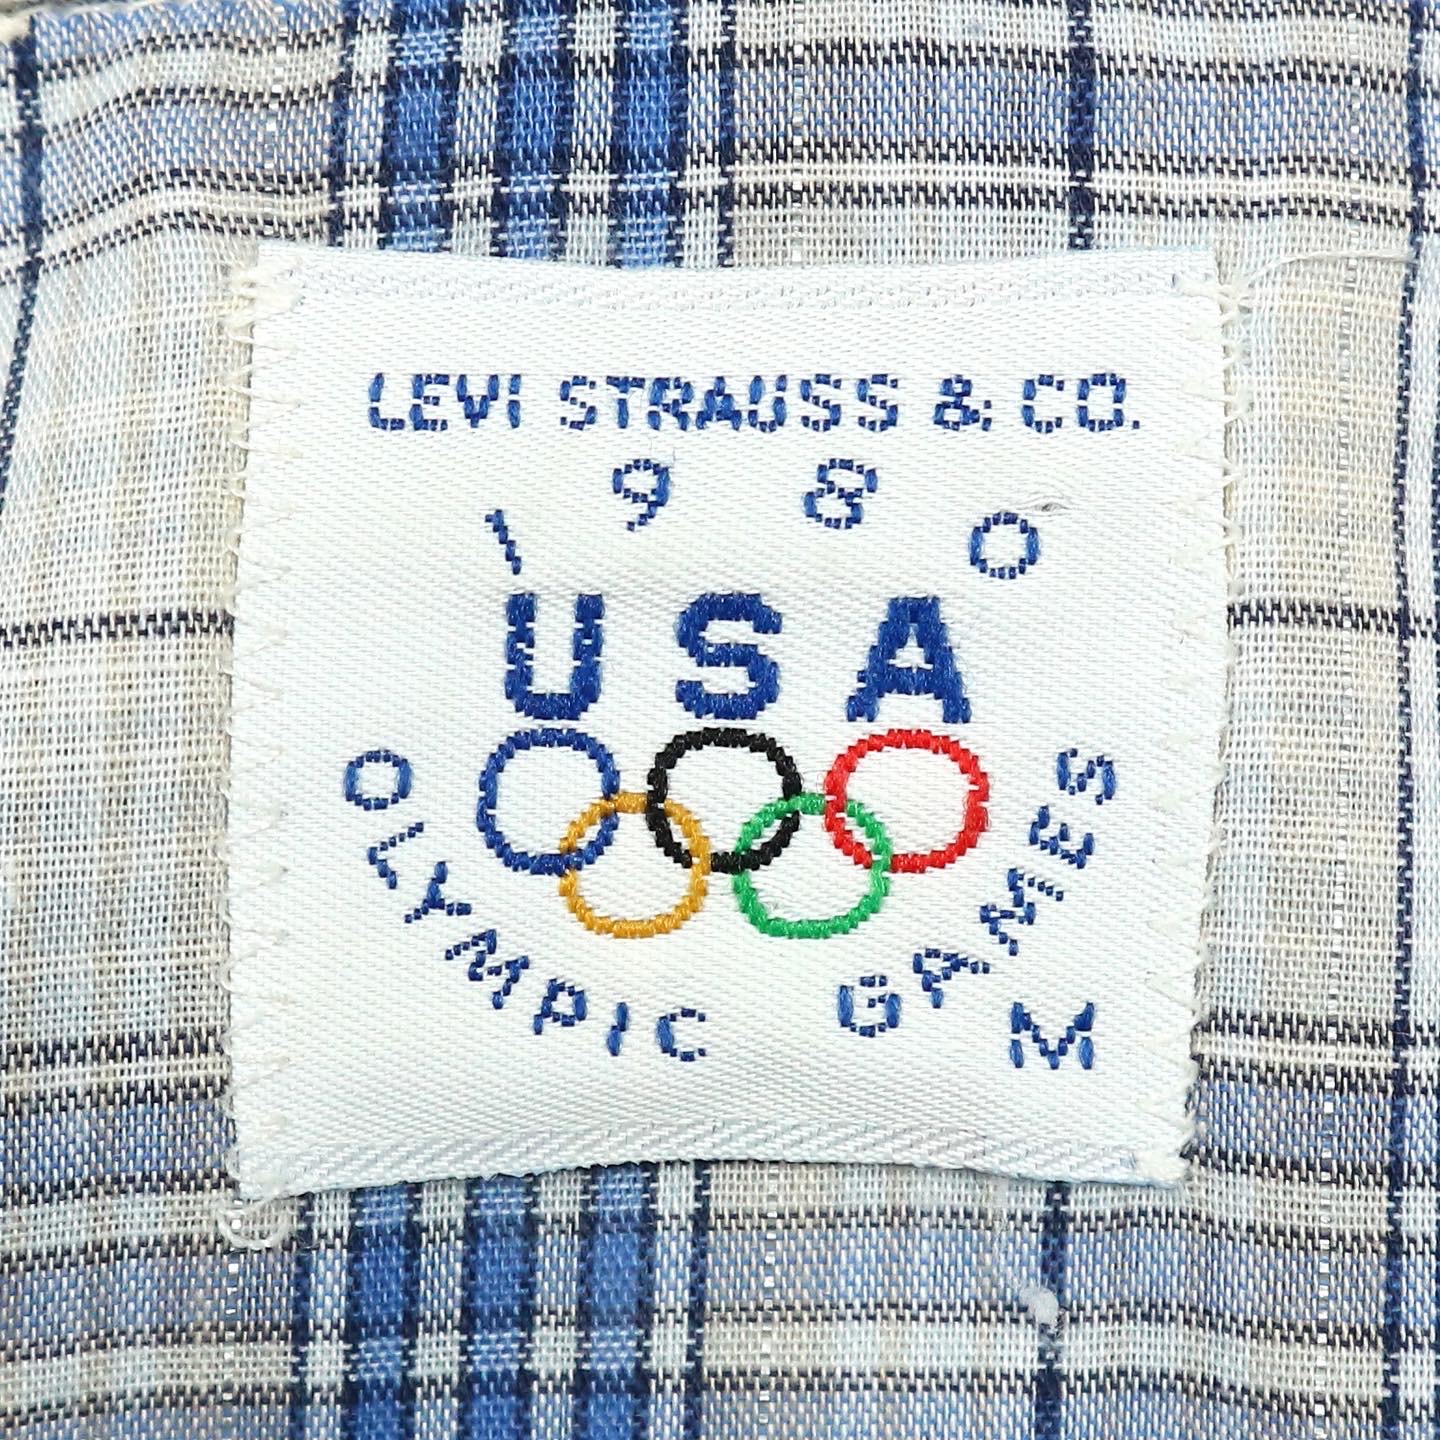 LEVI STRAUSS & CO.
1980
USA
OLYMPIC GAMES
M